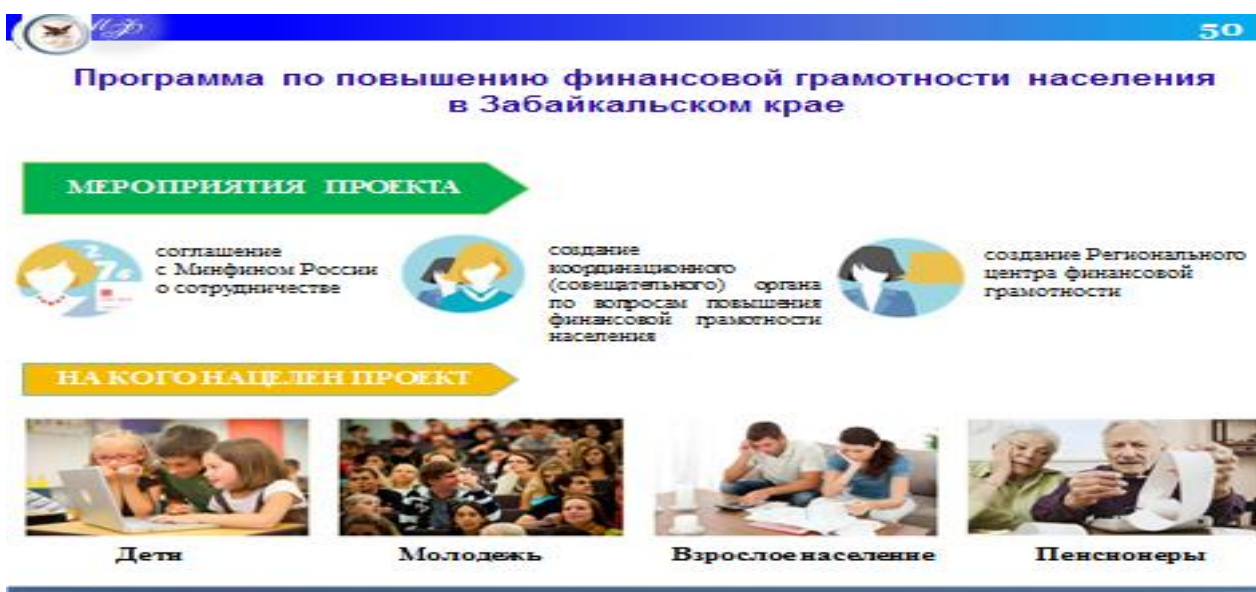 МФ
50
Программа по повышению финансовой грамотности населения
в Забайкальском крае
МЕРОПРИЯТИЯ ПРОЕКТА
соглашение
с Минфином России
о сотрудничестве
создание
координационного
(совещательного) органа
по вопросам повышения
финансовой грамотности
населения
создание Регионального
центра финансовой
грамотности
НА КОГО НАЦЕЛЕН ПРОЕКТ
Дети
Молодежь
Взрослое население
Пенсионеры